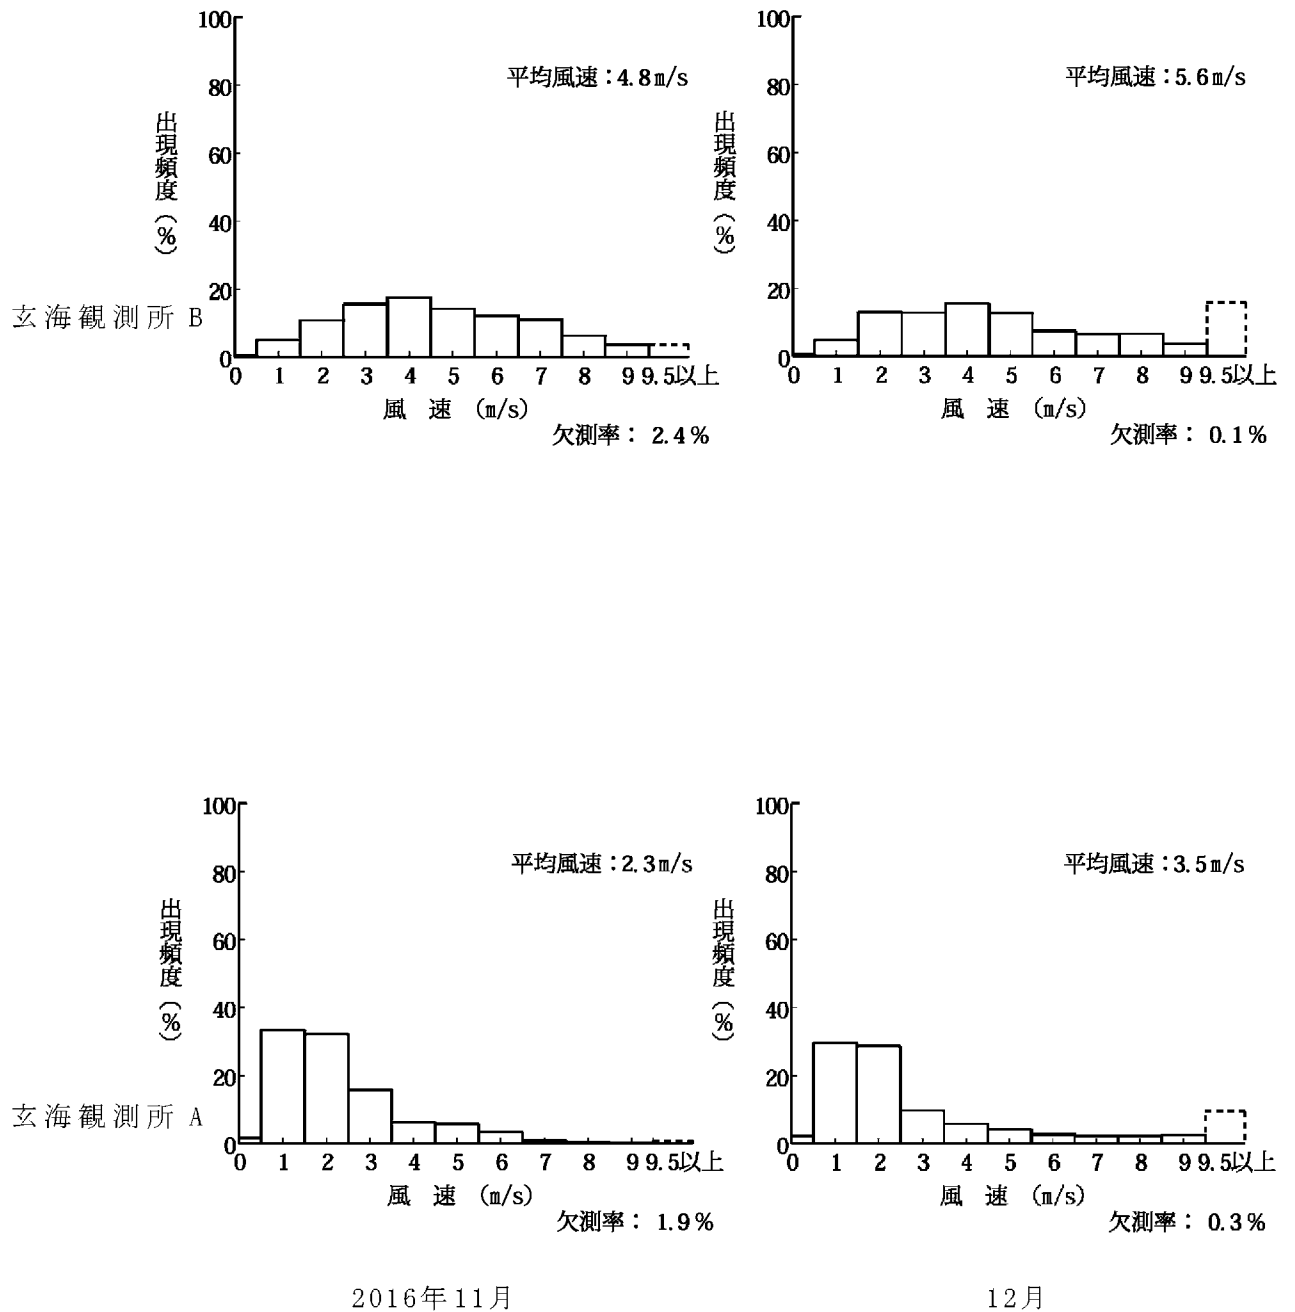 100
80
60
40
20
0
出現頻度(%)
平均風速:4.8m/s
0 1 2 3 4 5 6 7 8 9 9.5以上
風 速 (m/s)
欠測率: 2.4%
100
80
60
40
20
0
出現頻度(%)
平均風速:5.6m/s
0 1 2 3 4 5 6 7 8 9 9.5以上
風 速 (m/s)
欠測率: 0.1%
玄海観測所 B
100
80
60
40
20
0
出現頻度(%)
平均風速:2.3m/s
0 1 2 3 4 5 6 7 8 9 9.5以上
風 速 (m/s)
欠測率: 1.9%
100
80
60
40
20
0
出現頻度(%)
平均風速:3.5m/s
0 1 2 3 4 5 6 7 8 9 9.5以上
風 速 (m/s)
欠測率: 0.3%
玄海観測所 A
2016年11月
12月